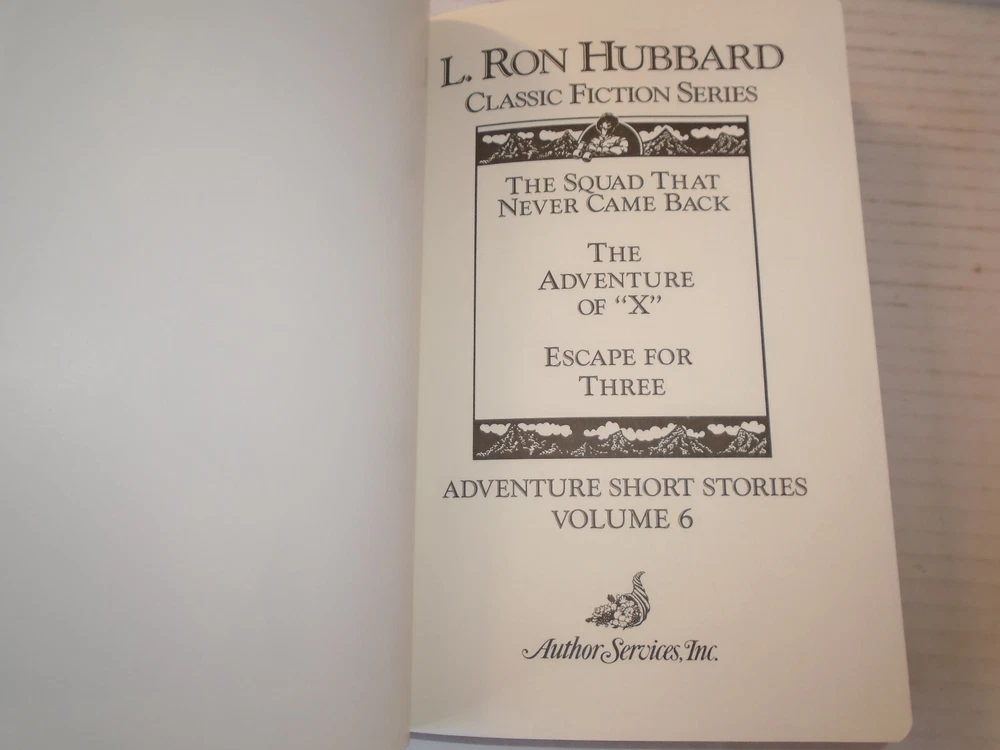 L. RON HUBBARD
CLASSIC FICTION SERIES
THE SQUAD THAT
NEVER CAME BACK
THE
ADVENTURE
OF “X”
ESCAPE FOR
THREE
ADVENTURE SHORT STORIES
VOLUME 6
Author Services, Inc.